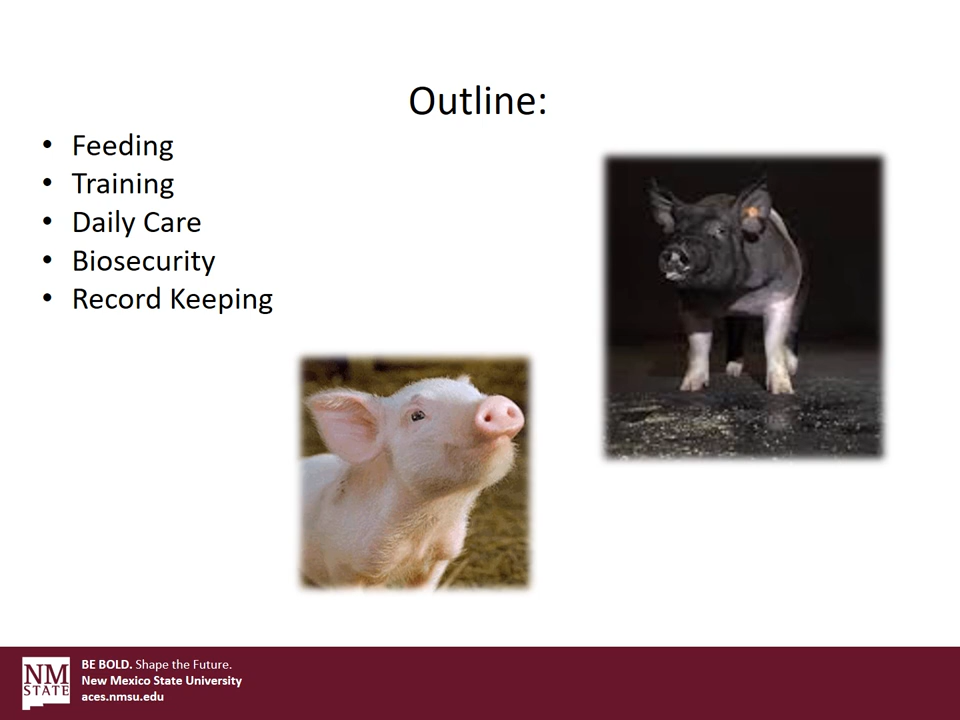 Outline:
• Feeding
• Training
• Daily Care
• Biosecurity
• Record Keeping
NM
STATE
BE BOLD. Shape the Future.
New Mexico State University
aces.nmsu.edu